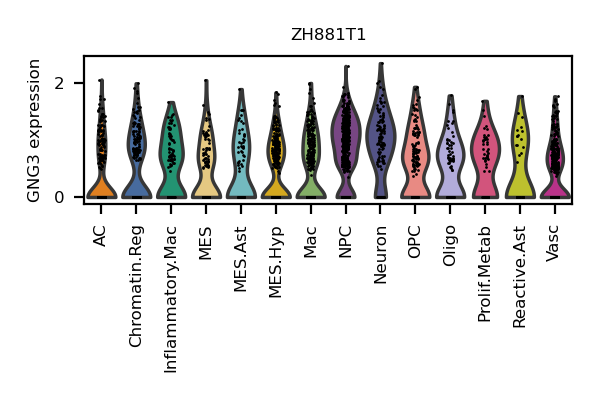 ZH881T1
GNG3 expression
2
0
AC
Chromatin.Reg
Inflammatory.Mac
MES
MES.Ast
MES.Hyp
Mac
NPC
Neuron
OPC
Oligo
Prolif.Metab
Reactive.Ast
Vasc